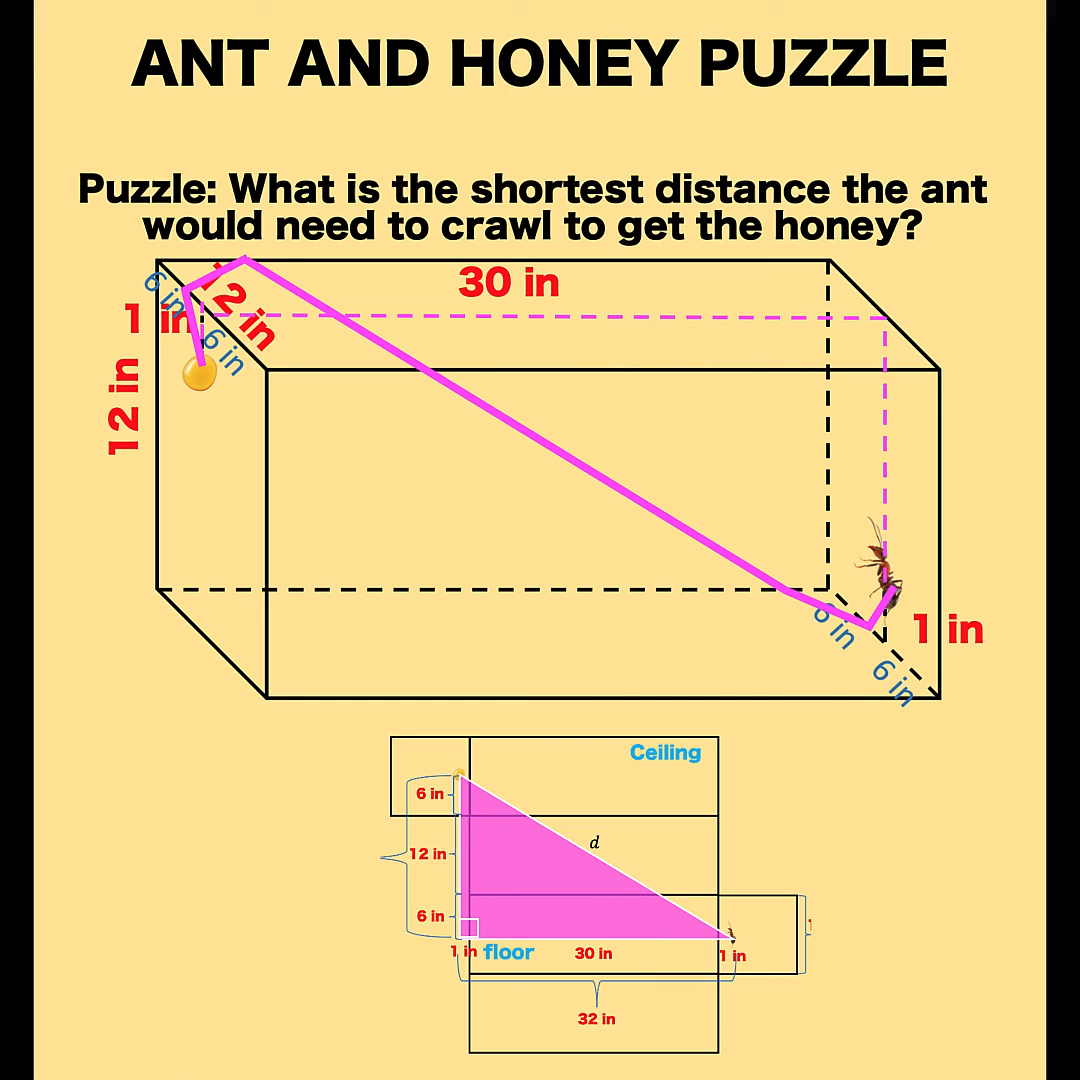 ANT AND HONEY PUZZLE
Puzzle: What is the shortest distance the ant
would need to crawl to get the honey?
6 in
12 in
30 in
1 in
6 in
12 in
6 in
1 in
6 in
Ceiling
6 in
d
12 in
6 in
1 in
floor
30 in
1 in
32 in